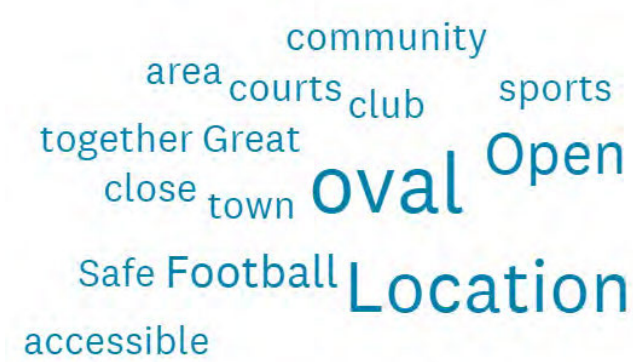 community
area courts club sports
together Great Open
close town oval
Safe Football Location
accessible